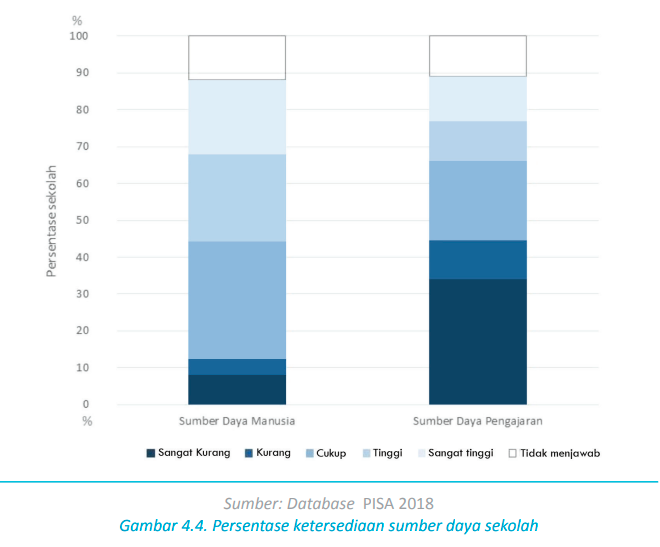 %
100
90
80
70
60
50
40
30
20
10
0
%
Persentase sekolah
Sumber Daya Manusia
Sumber Daya Pengajaran
Sangat Kurang Kurang Cukup Tinggi Sangat tinggi Tidak menjawab
Sumber: Database PISA 2018
Gambar 4.4. Persentase ketersediaan sumber daya sekolah